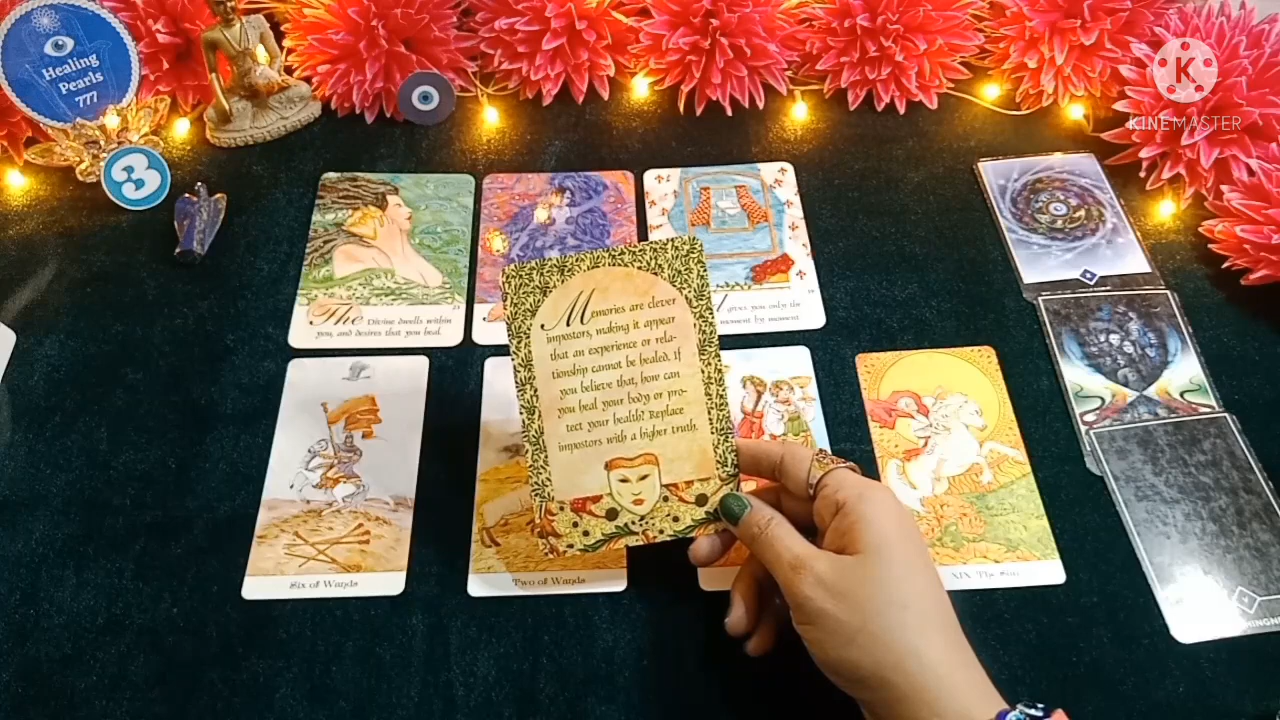 Healing
Pearls
777
3
K
KINEMASTER
The Divine dwells within
you, and desires that you heal.
gives you only the
moment by moment
Memories are clever
impostors, making it appear
that an experience or rela-
tionship cannot be healed. If
you believe that, how can
you heal your body or pro-
tect your health? Replace
impostors with a higher truth.
Six of Wands
Two of Wands
XIX The Sun